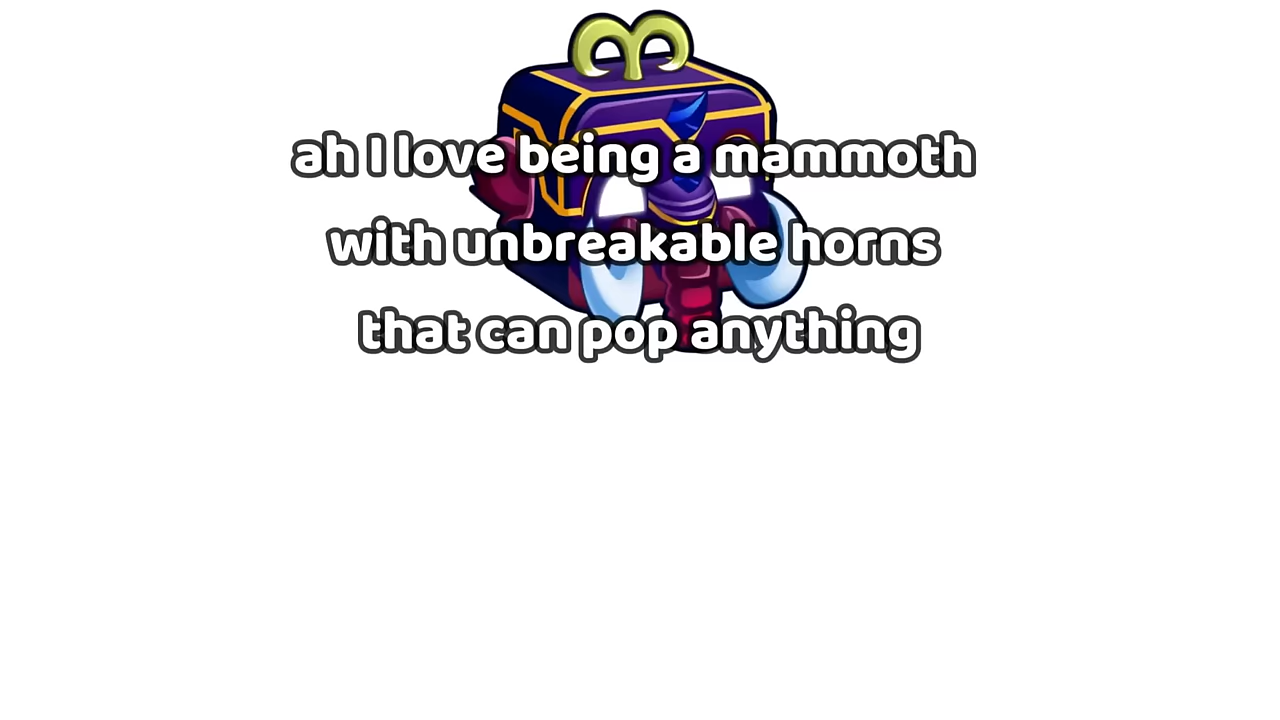 ah I love being a mammoth
with unbreakable horns
that can pop anything